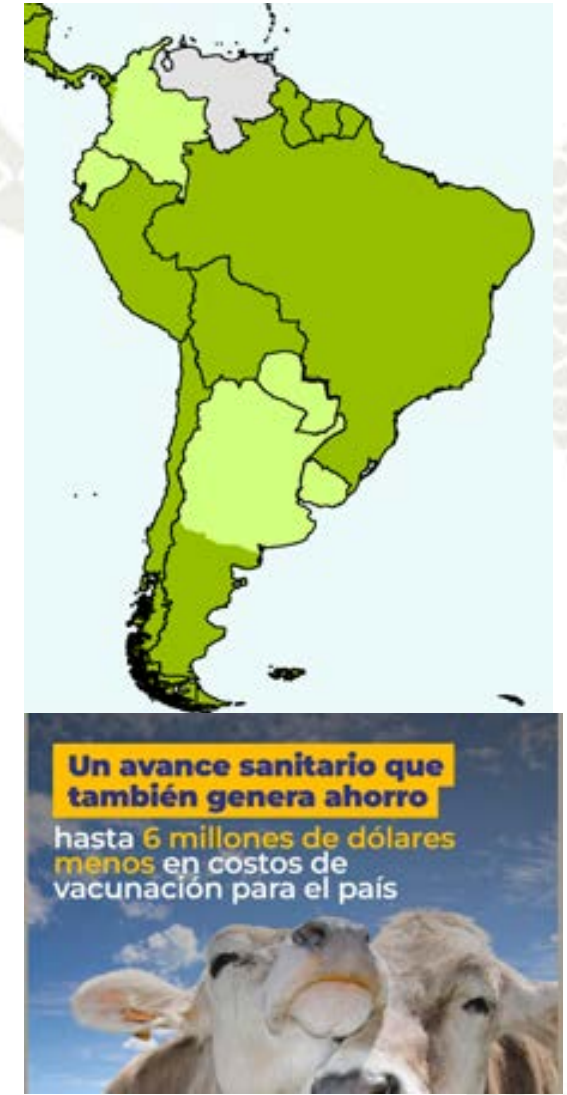 Un avance sanitario que
también genera ahorro
hasta 6 millones de dólares
menos en costos de
vacunación para el país